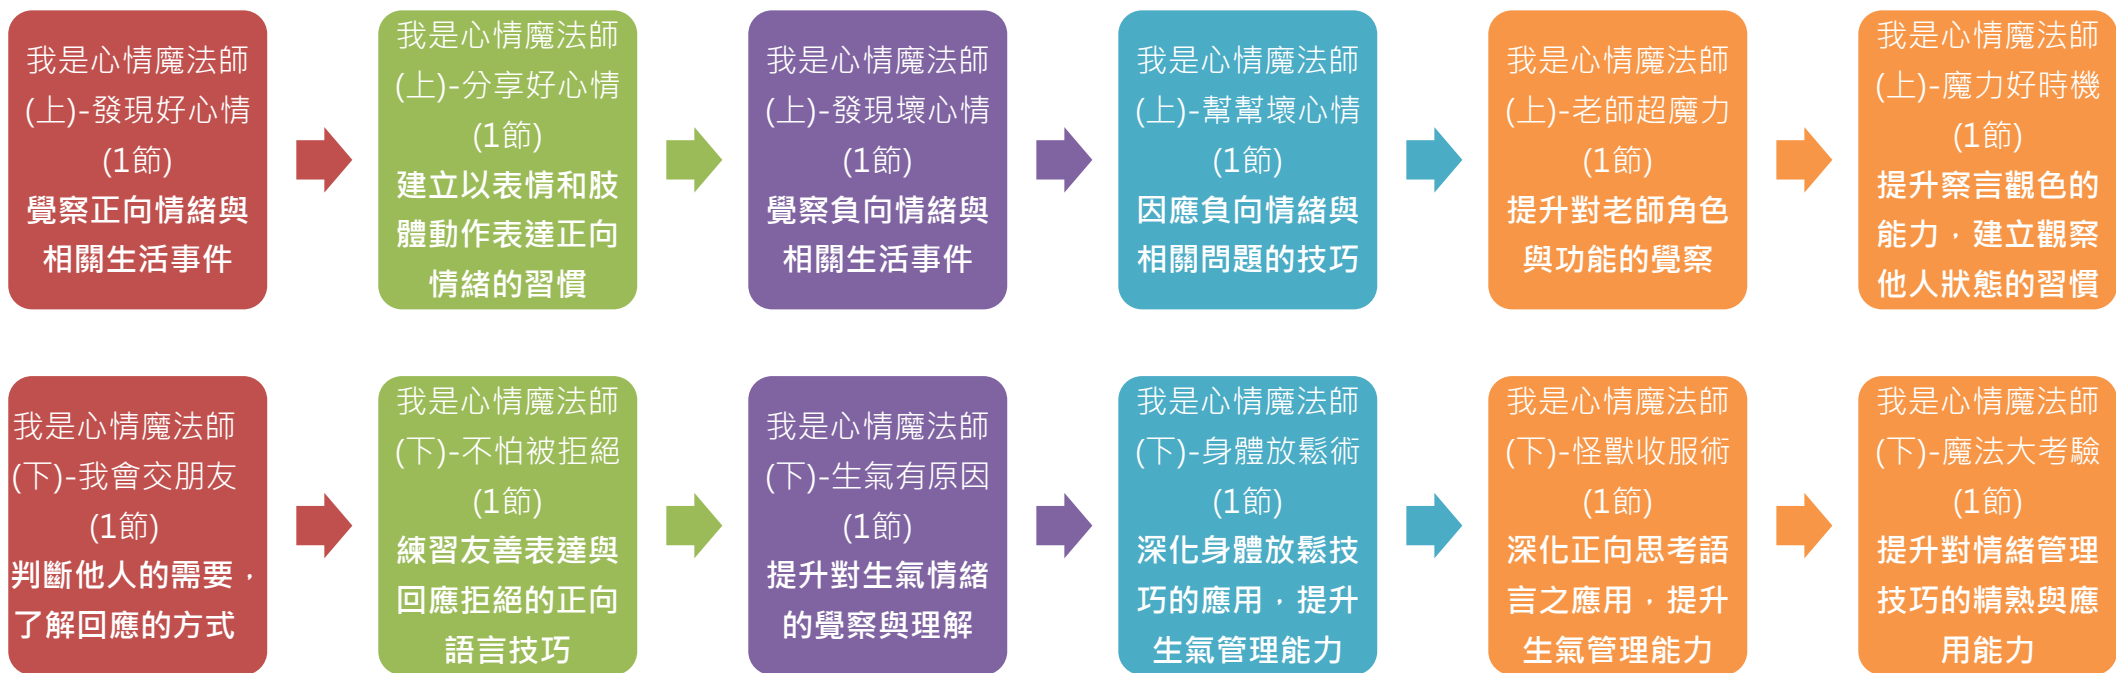 我是心情魔法師
(上)-發現好心情
(1節)
覺察正向情緒與
相關生活事件
我是心情魔法師
(上)-分享好心情
(1節)
建立以表情和肢
體動作表達正向
情緒的習慣
我是心情魔法師
(上)-發現壞心情
(1節)
覺察負向情緒與
相關生活事件
我是心情魔法師
(上)-幫幫壞心情
(1節)
因應負向情緒與
相關問題的技巧
我是心情魔法師
(上)-老師超魔力
(1節)
提升對老師角色
與功能的覺察
我是心情魔法師
(上)-魔力好時機
(1節)
提升察言觀色的
能力，建立觀察
他人狀態的習慣
我是心情魔法師
(下)-我會交朋友
(1節)
判斷他人的需要，
了解回應的方式
我是心情魔法師
(下)-不怕被拒絕
(1節)
練習友善表達與
回應拒絕的正向
語言技巧
我是心情魔法師
(下)-生氣有原因
(1節)
提升對生氣情緒
的覺察與理解
我是心情魔法師
(下)-身體放鬆術
(1節)
深化身體放鬆技
巧的應用，提升
生氣管理能力
我是心情魔法師
(下)-怪獸收服術
(1節)
深化正向思考語
言之應用，提升
生氣管理能力
我是心情魔法師
(下)-魔法大考驗
(1節)
提升對情緒管理
技巧的精熟與應
用能力